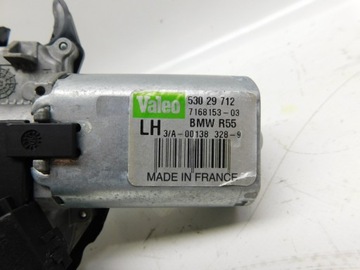 Valeo 530 29 712
7168153-03
LH BMW R55
3/A-00138 328-9
MADE IN FRANCE